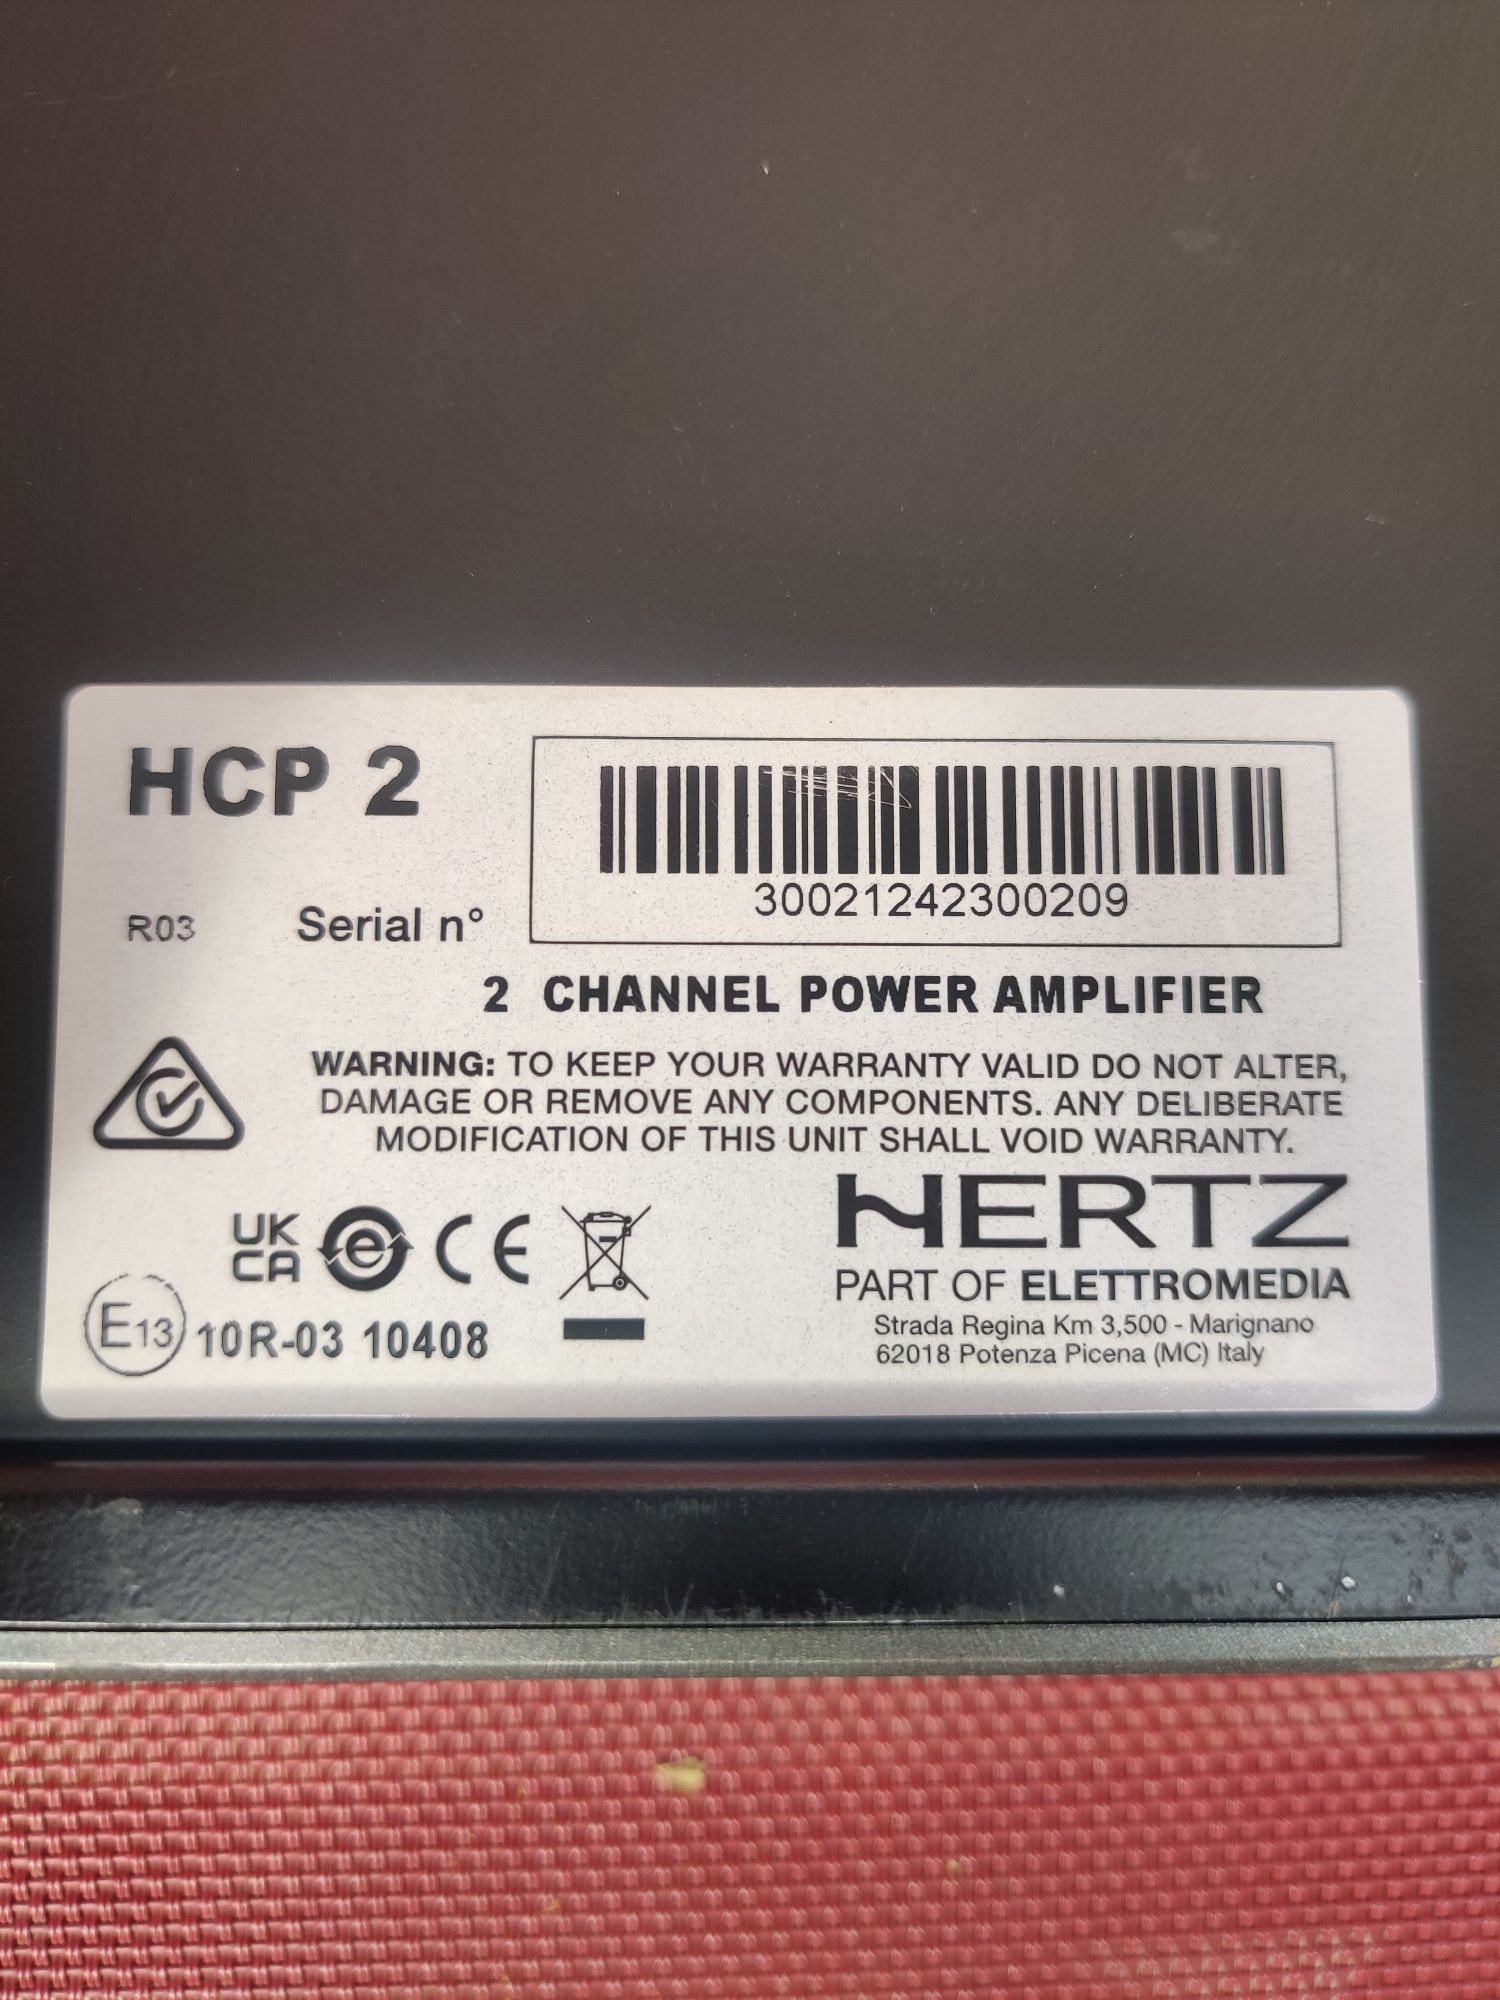 HCP 2
30021242300209
R03 Serial n°
2 CHANNEL POWER AMPLIFIER
WARNING: TO KEEP YOUR WARRANTY VALID DO NOT ALTER,
DAMAGE OR REMOVE ANY COMPONENTS. ANY DELIBERATE
MODIFICATION OF THIS UNIT SHALL VOID WARRANTY.
UK
CA
e
CE
E13 10R-03 10408
HERTZ
PART OF ELETTROMEDIA
Strada Regina Km 3,500 - Marignano
62018 Potenza Picena (MC) Italy